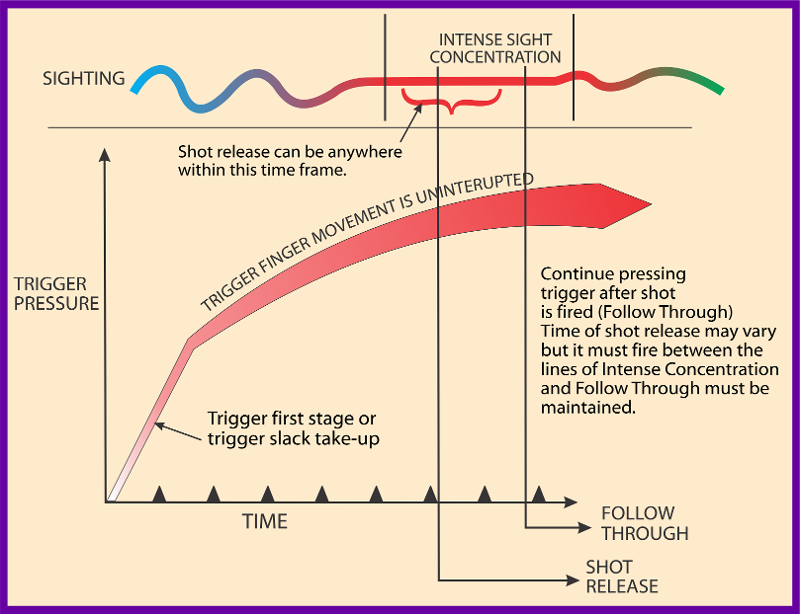 INTENSE SIGHT
CONCENTRATION
SIGHTING
Shot release can be anywhere
within this time frame.
TRIGGER FINGER MOVEMENT IS UNINTERUPTED
TRIGGER
PRESSURE
Continue pressing
trigger after shot
is fired (Follow Through)
Time of shot release may vary
but it must fire between the
lines of Intense Concentration
and Follow Through must be
maintained.
Trigger first stage or
trigger slack take-up
TIME
FOLLOW
THROUGH
SHOT
RELEASE